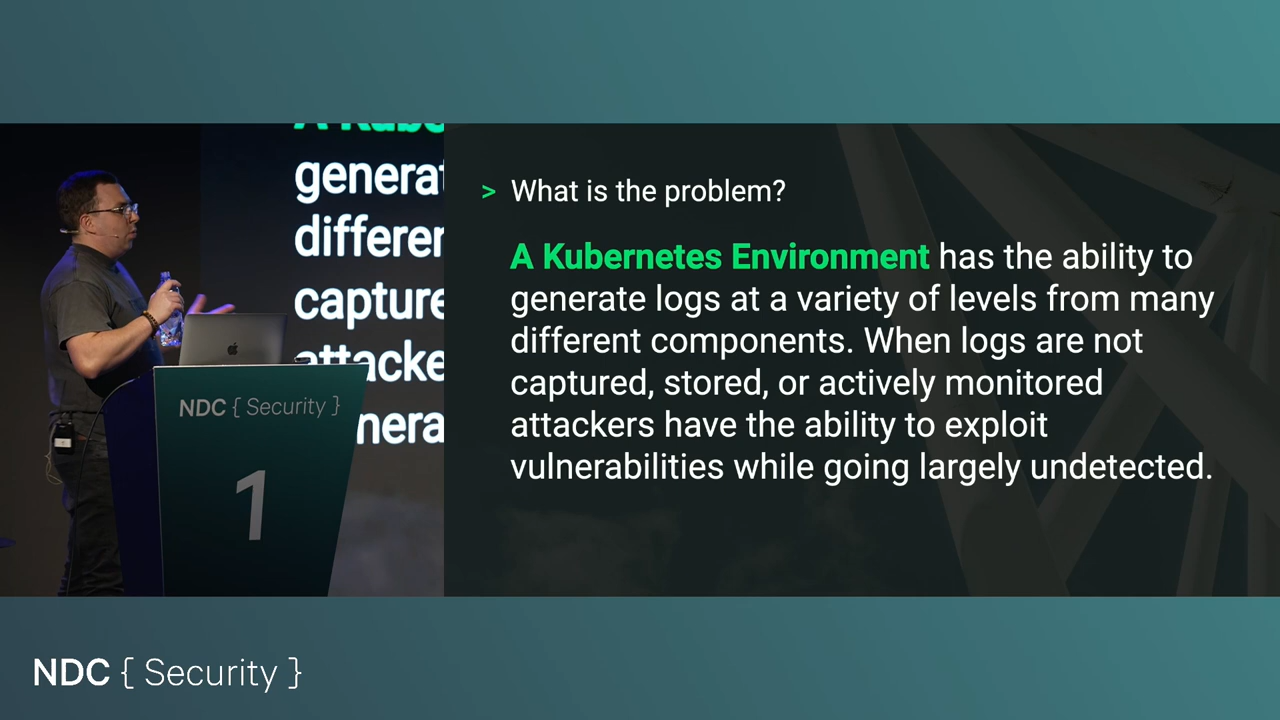 A Kube
generat
differer
capture
attacke
nera
NDC { Security }
1
> What is the problem?
A Kubernetes Environment has the ability to
generate logs at a variety of levels from many
different components. When logs are not
captured, stored, or actively monitored
attackers have the ability to exploit
vulnerabilities while going largely undetected.
NDC { Security }